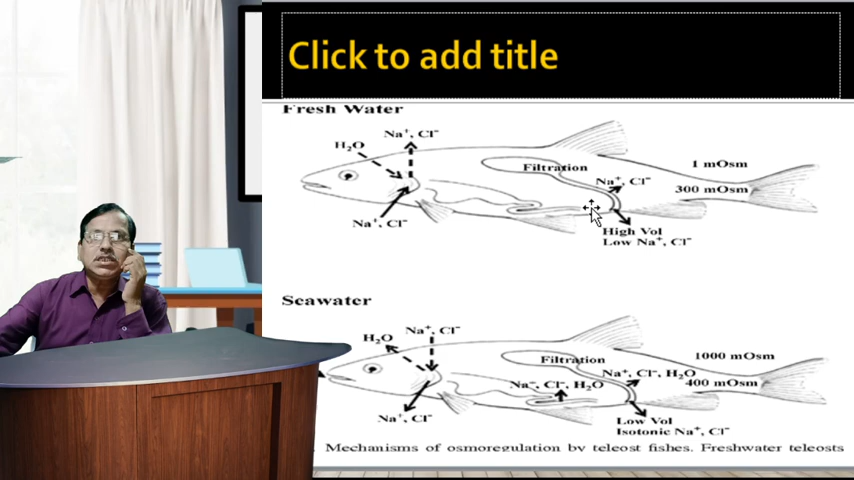 Click to add title
Fresh Water
Na⁺, Cl⁻
H₂O
Filtration
1 mOsm
Na⁺, Cl⁻
300 mOsm
Na⁺, Cl⁻
High Vol
Low Na⁺, Cl⁻
Seawater
Na⁺, Cl⁻
H₂O
Filtration
1000 mOsm
Na⁺, Cl⁻, H₂O
400 mOsm
Na⁺, Cl⁻, H₂O
Na⁺, Cl⁻
Low Vol
Isotonic Na⁺, Cl⁻
. Mechanisms of osmoregulation by teleost fishes. Freshwater teleosts